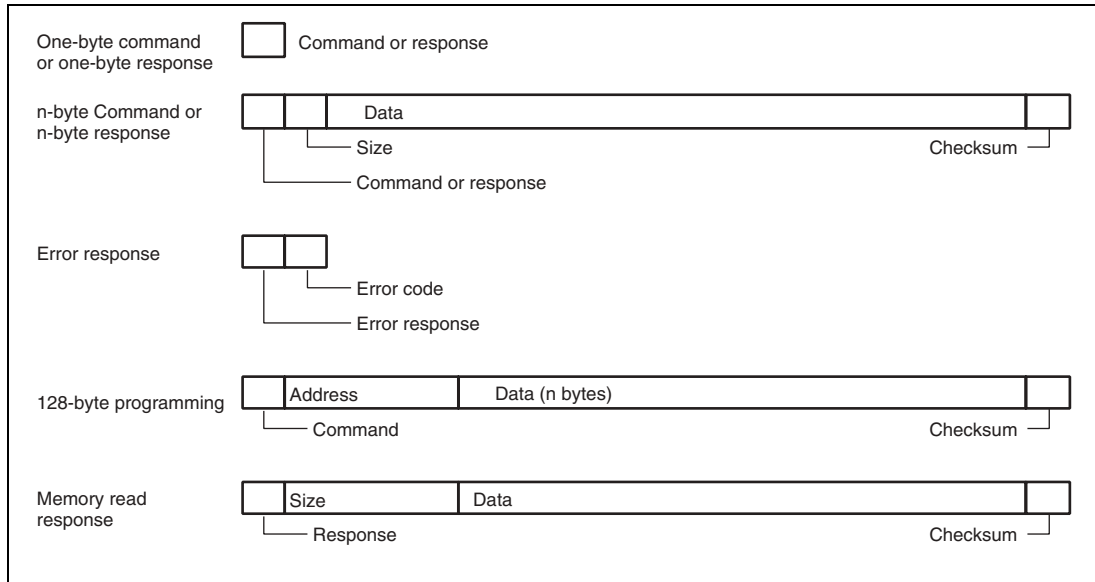 One-byte command
or one-byte response
Command or response
n-byte Command or
n-byte response
Data
Size
Checksum
Command or response
Error response
Error code
Error response
128-byte programming
Address
Data (n bytes)
Command
Checksum
Memory read
response
Size
Data
Response
Checksum